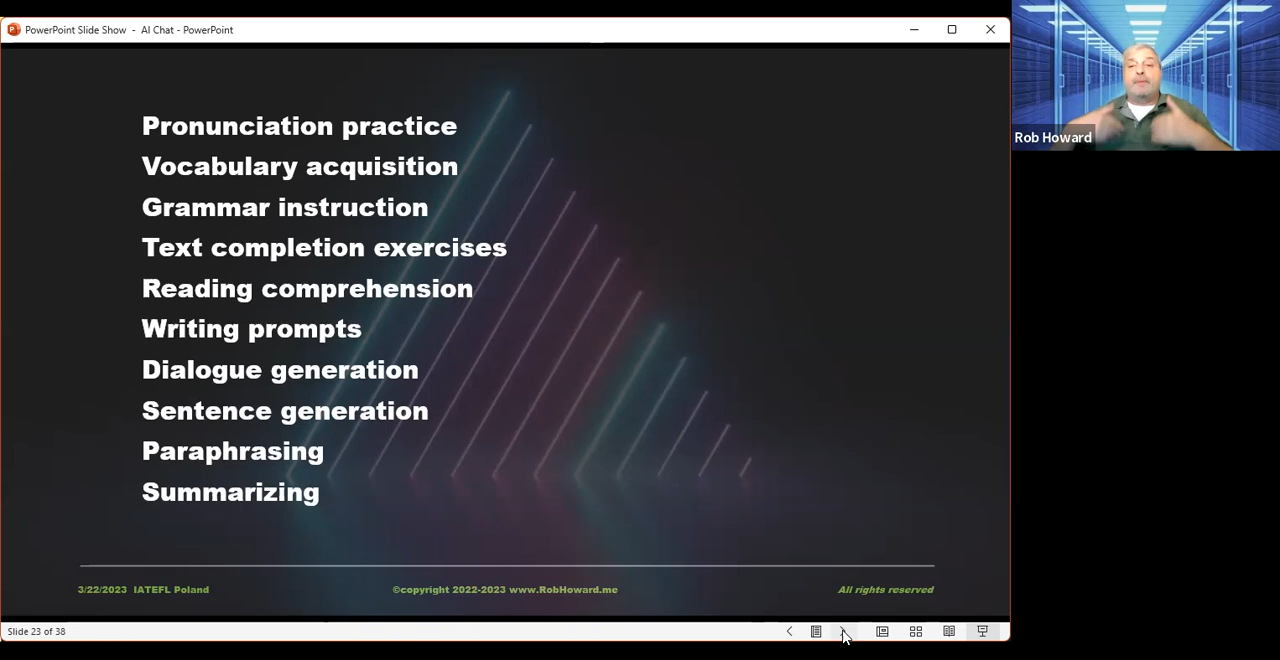 PowerPoint Slide Show - AI Chat - PowerPoint
Pronunciation practice
Vocabulary acquisition
Grammar instruction
Text completion exercises
Reading comprehension
Writing prompts
Dialogue generation
Sentence generation
Paraphrasing
Summarizing
3/22/2023 IATEFL Poland ©copyright 2022-2023 www.RobHoward.me All rights reserved
Slide 23 of 38
Rob Howard